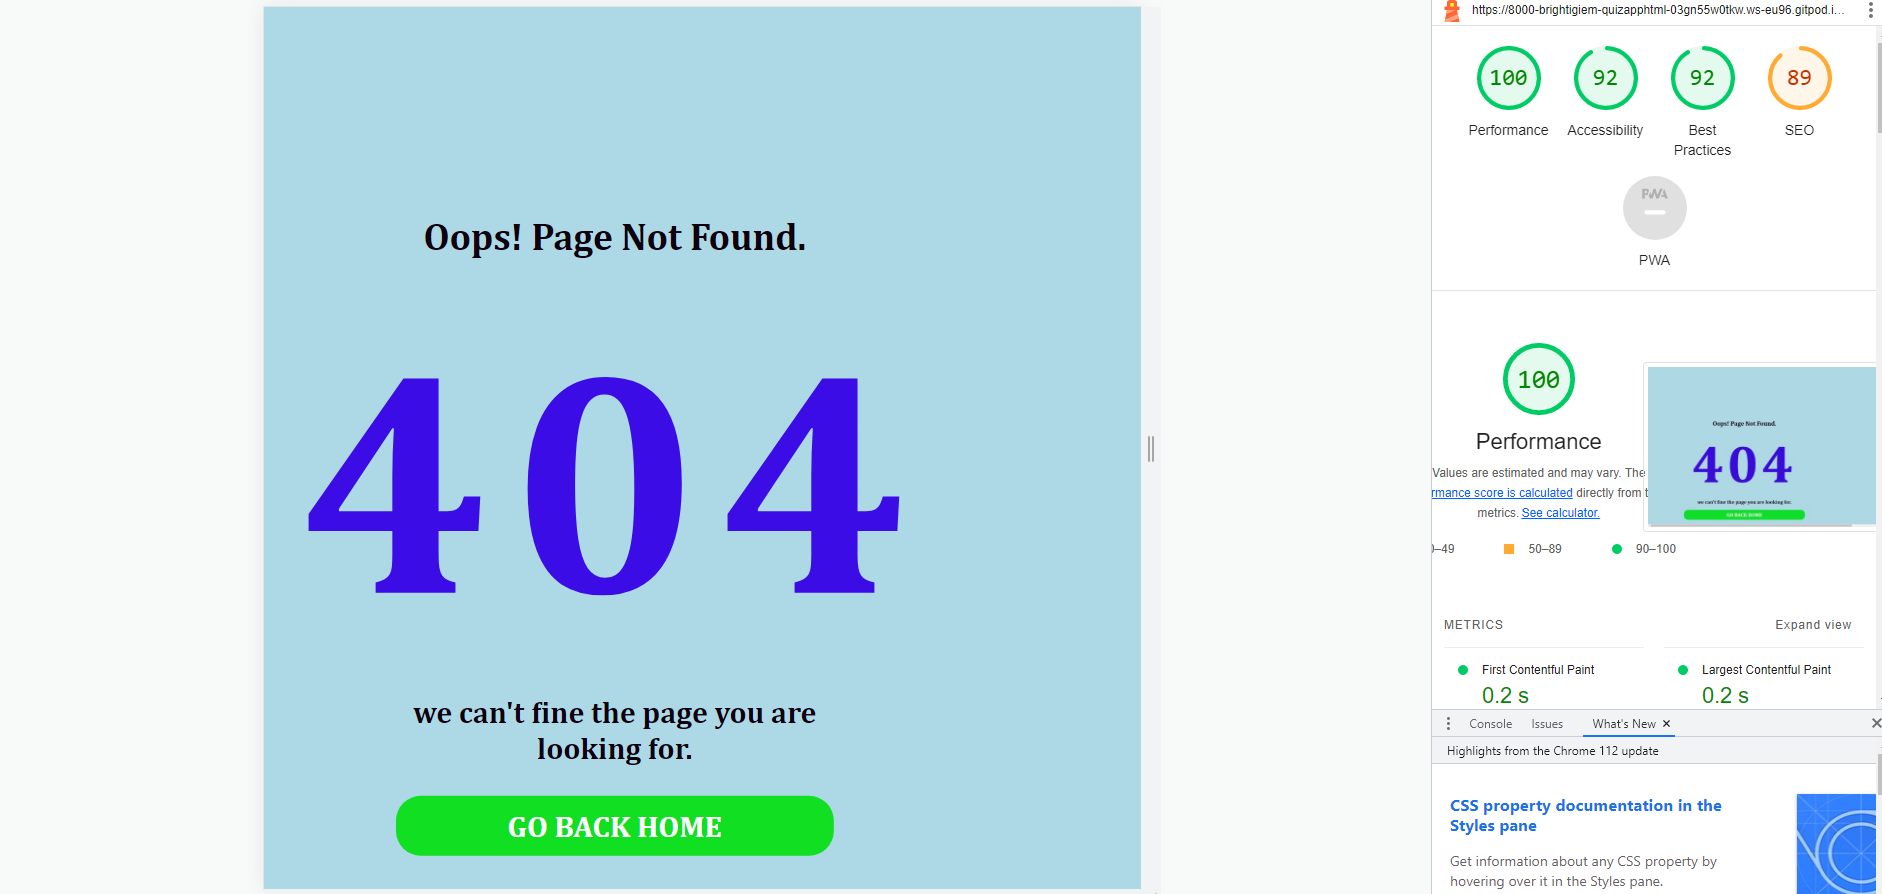 Oops! Page Not Found.
404
we can't fine the page you are
looking for.
GO BACK HOME
https://8000-brightigiem-quizapphtml-03gn55w0tkw.ws-eu96.gitpod.i...
100
92
92
89
Performance
Accessibility
Best
Practices
SEO
PWA
PWA
100
Performance
Values are estimated and may vary. The
rmance score is calculated directly from t
metrics. See calculator.
–49
50–89
90–100
Oops! Page Not Found.
404
we can't fine the page you are looking for.
GO BACK HOME
METRICS
Expand view
First Contentful Paint
0.2 s
Largest Contentful Paint
0.2 s
Console
Issues
What's New
Highlights from the Chrome 112 update
CSS property documentation in the
Styles pane
Get information about any CSS property by
hovering over it in the Styles pane.